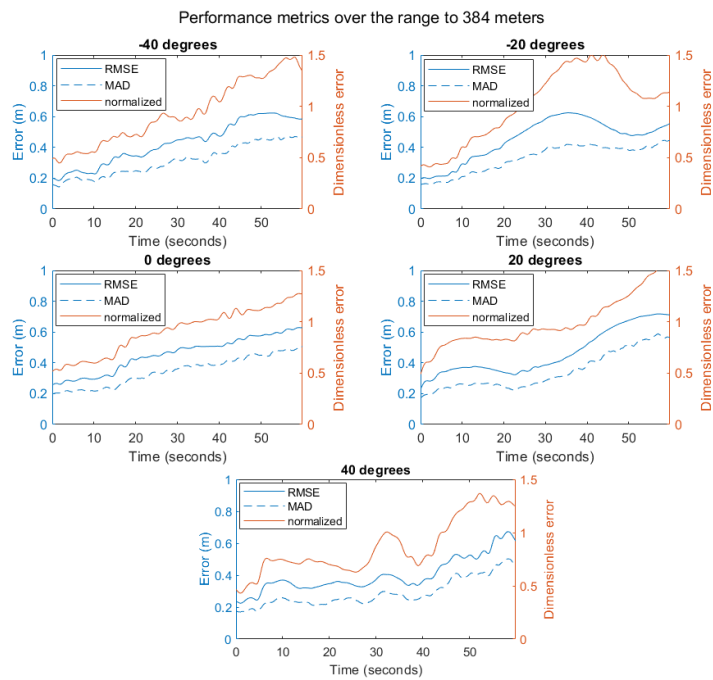 Performance metrics over the range to 384 meters
-40 degrees
RMSE
MAD
normalized
Error (m)
0
0.2
0.4
0.6
0.8
1
0
0.5
1
1.5
Dimensionless error
0 10 20 30 40 50
Time (seconds)
-20 degrees
RMSE
MAD
normalized
Error (m)
0
0.2
0.4
0.6
0.8
1
0
0.5
1
1.5
Dimensionless error
0 10 20 30 40 50
Time (seconds)
0 degrees
RMSE
MAD
normalized
Error (m)
0
0.2
0.4
0.6
0.8
1
0
0.5
1
1.5
Dimensionless error
0 10 20 30 40 50
Time (seconds)
20 degrees
RMSE
MAD
normalized
Error (m)
0
0.2
0.4
0.6
0.8
1
0
0.5
1
1.5
Dimensionless error
0 10 20 30 40 50
Time (seconds)
40 degrees
RMSE
MAD
normalized
Error (m)
0
0.2
0.4
0.6
0.8
1
0
0.5
1
1.5
Dimensionless error
0 10 20 30 40 50
Time (seconds)